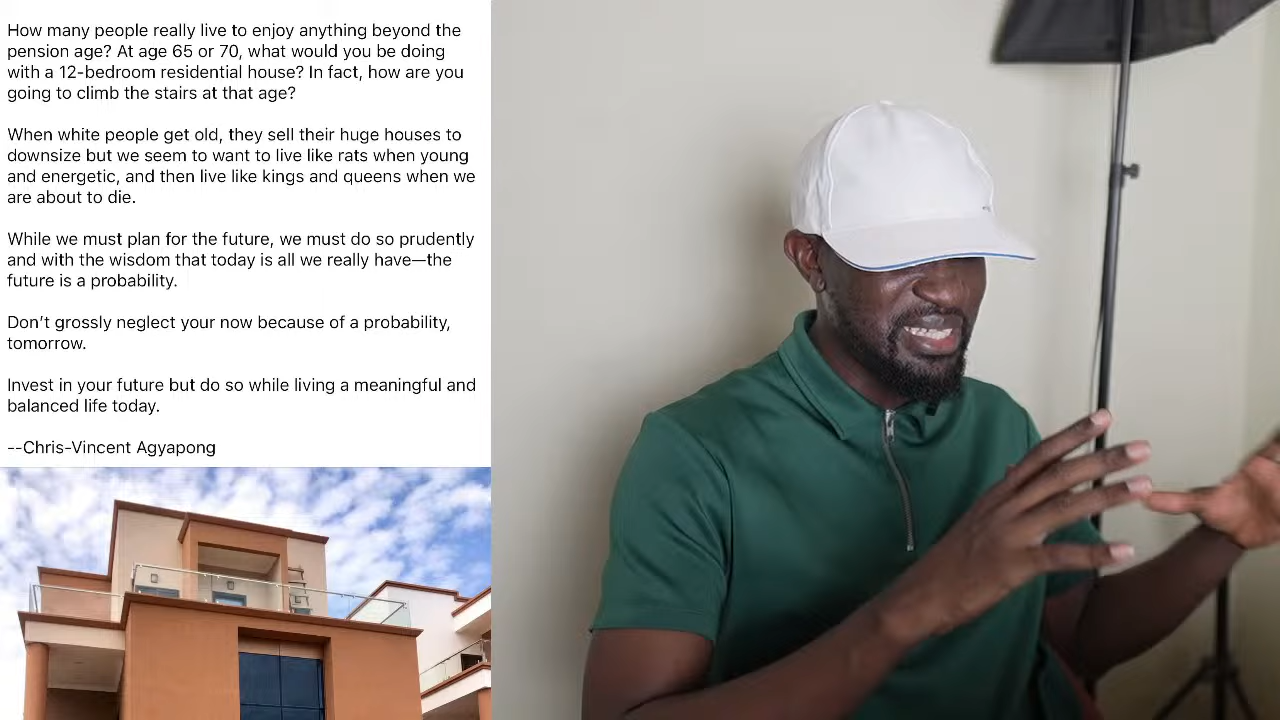 How many people really live to enjoy anything beyond the
pension age? At age 65 or 70, what would you be doing
with a 12-bedroom residential house? In fact, how are you
going to climb the stairs at that age?
When white people get old, they sell their huge houses to
downsize but we seem to want to live like rats when young
and energetic, and then live like kings and queens when we
are about to die.
While we must plan for the future, we must do so prudently
and with the wisdom that today is all we really have—the
future is a probability.
Don’t grossly neglect your now because of a probability,
tomorrow.
Invest in your future but do so while living a meaningful and
balanced life today.
--Chris-Vincent Agyapong